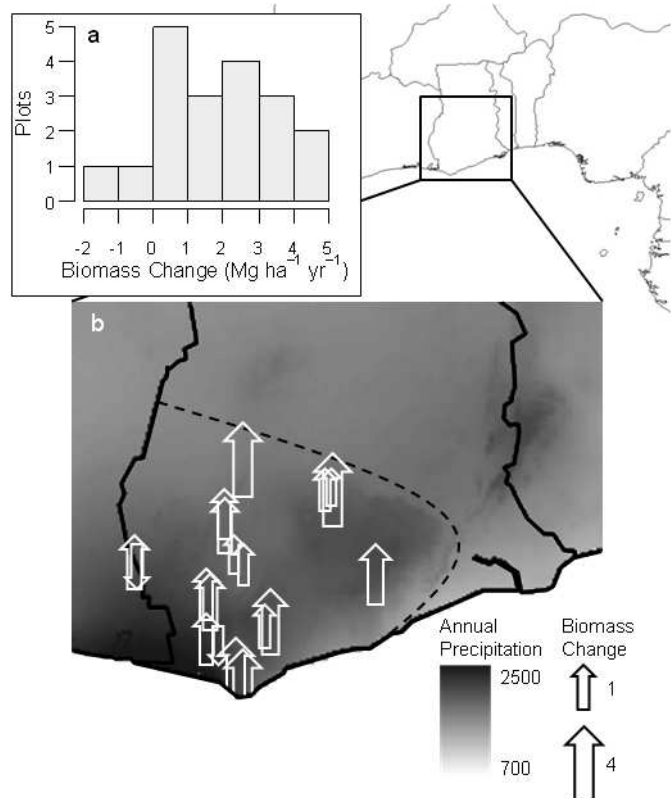 a
5
4
3
2
1
0
Plots
-2 -1 0 1 2 3 4 5
Biomass Change (Mg ha⁻¹ yr⁻¹)
b
Annual
Precipitation
2500
700
Biomass
Change
1
4